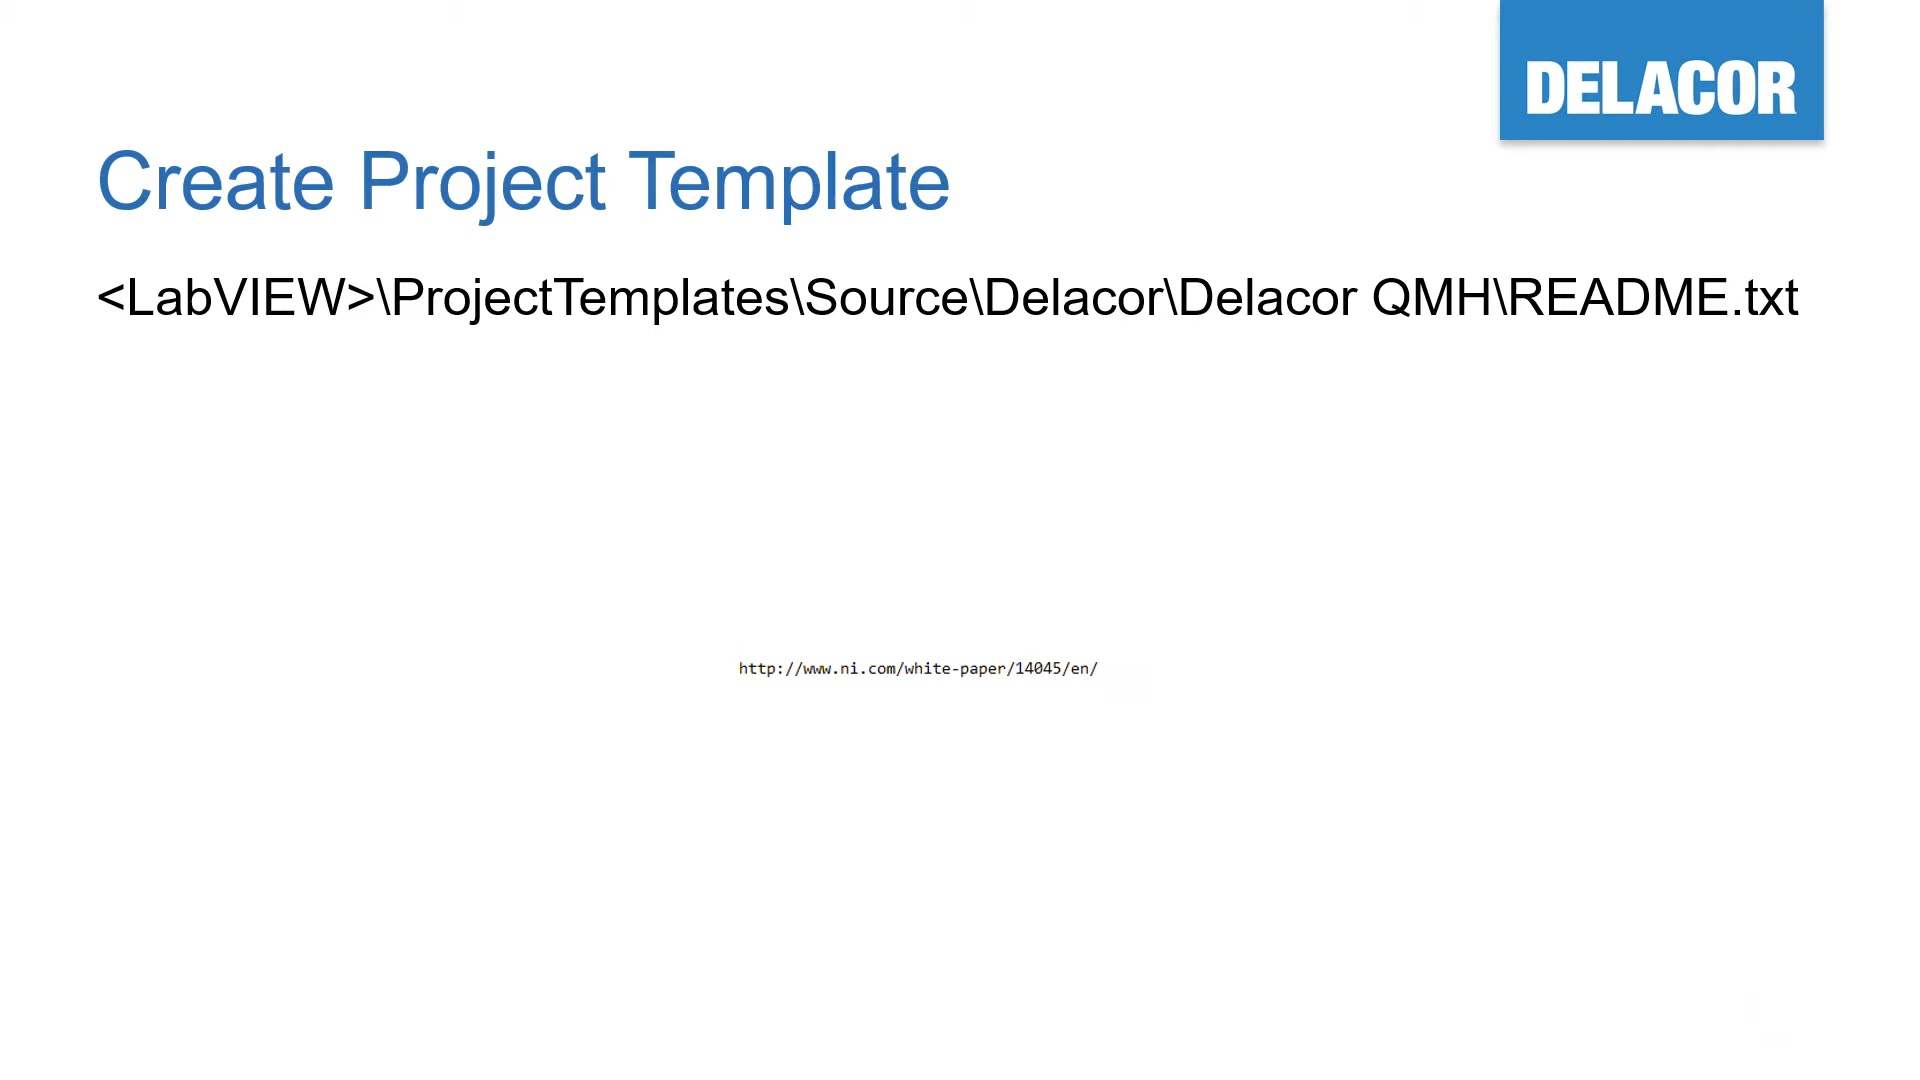 DELACOR
Create Project Template
<LabVIEW>\ProjectTemplates\Source\Delacor\Delacor QMH\README.txt
http://www.ni.com/white-paper/14045/en/